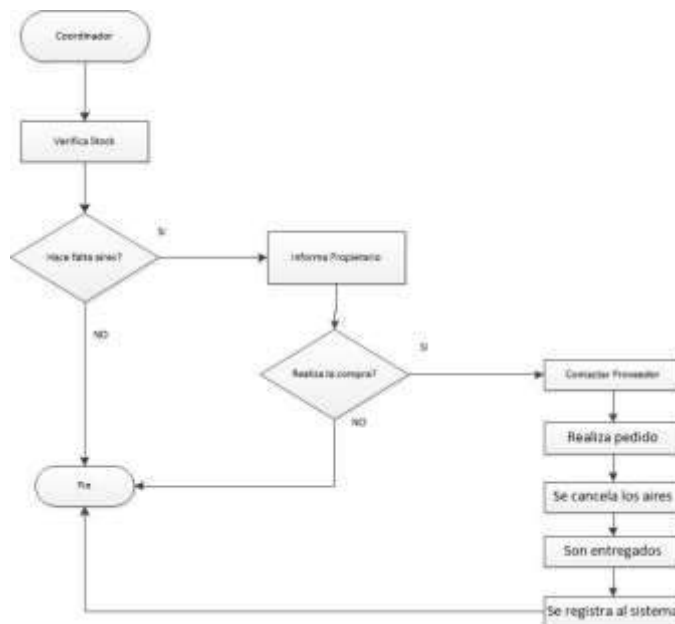 Coordinador
Verifica Stock
Hace falta aires?
SI
Informa Propietario
NO
Realiza la compra?
SI
Contactar Proveedor
NO
Realiza pedido
Fin
Se cancela los aires
Son entregados
Se registra al sistema